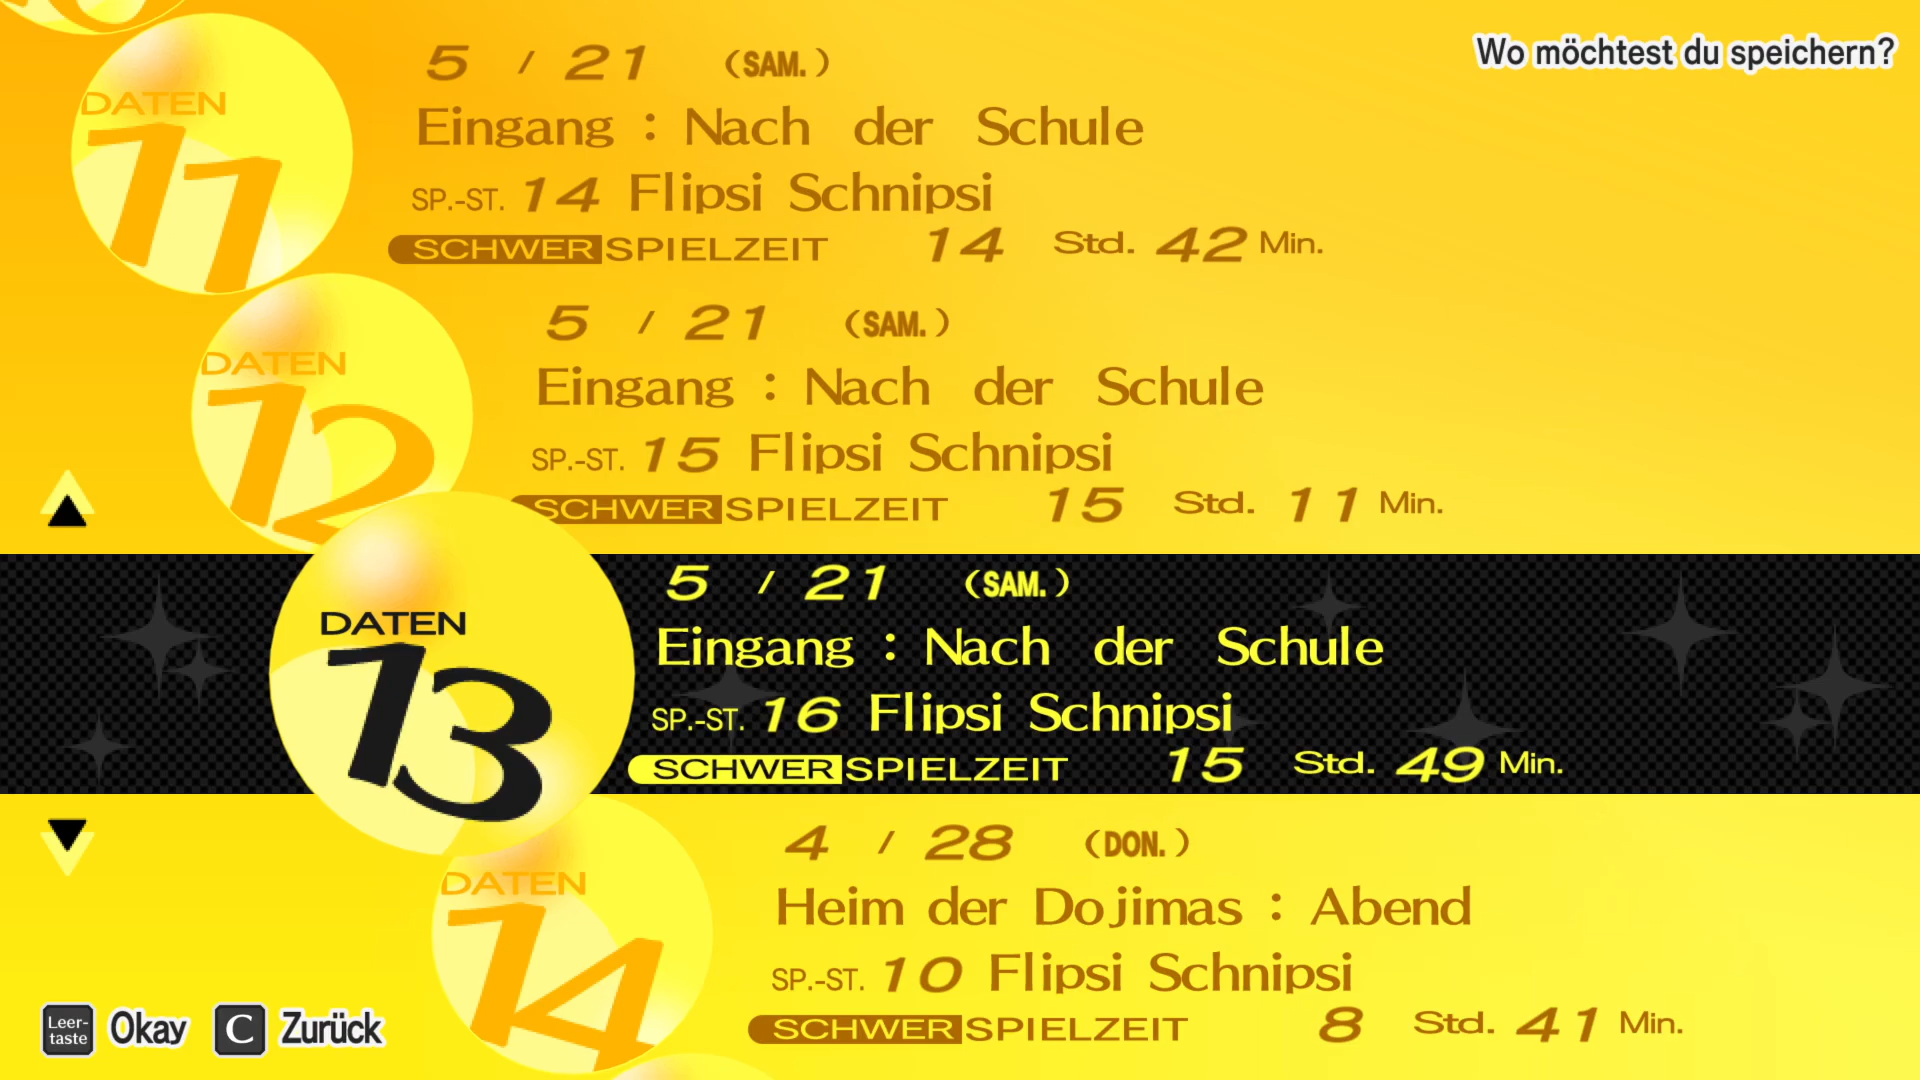 Wo möchtest du speichern?
DATEN
11
5 / 21 (SAM.)
Eingang : Nach der Schule
SP.-ST. 14 Flipsi Schnipsi
SCHWER SPIELZEIT 14 Std. 42 Min.
DATEN
12
5 / 21 (SAM.)
Eingang : Nach der Schule
SP.-ST. 15 Flipsi Schnipsi
SCHWER SPIELZEIT 15 Std. 11 Min.
DATEN
13
5 / 21 (SAM.)
Eingang : Nach der Schule
SP.-ST. 16 Flipsi Schnipsi
SCHWER SPIELZEIT 15 Std. 49 Min.
DATEN
14
4 / 28 (DON.)
Heim der Dojimas : Abend
SP.-ST. 10 Flipsi Schnipsi
SCHWER SPIELZEIT 8 Std. 41 Min.
Leer-
taste
Okay
C Zurück